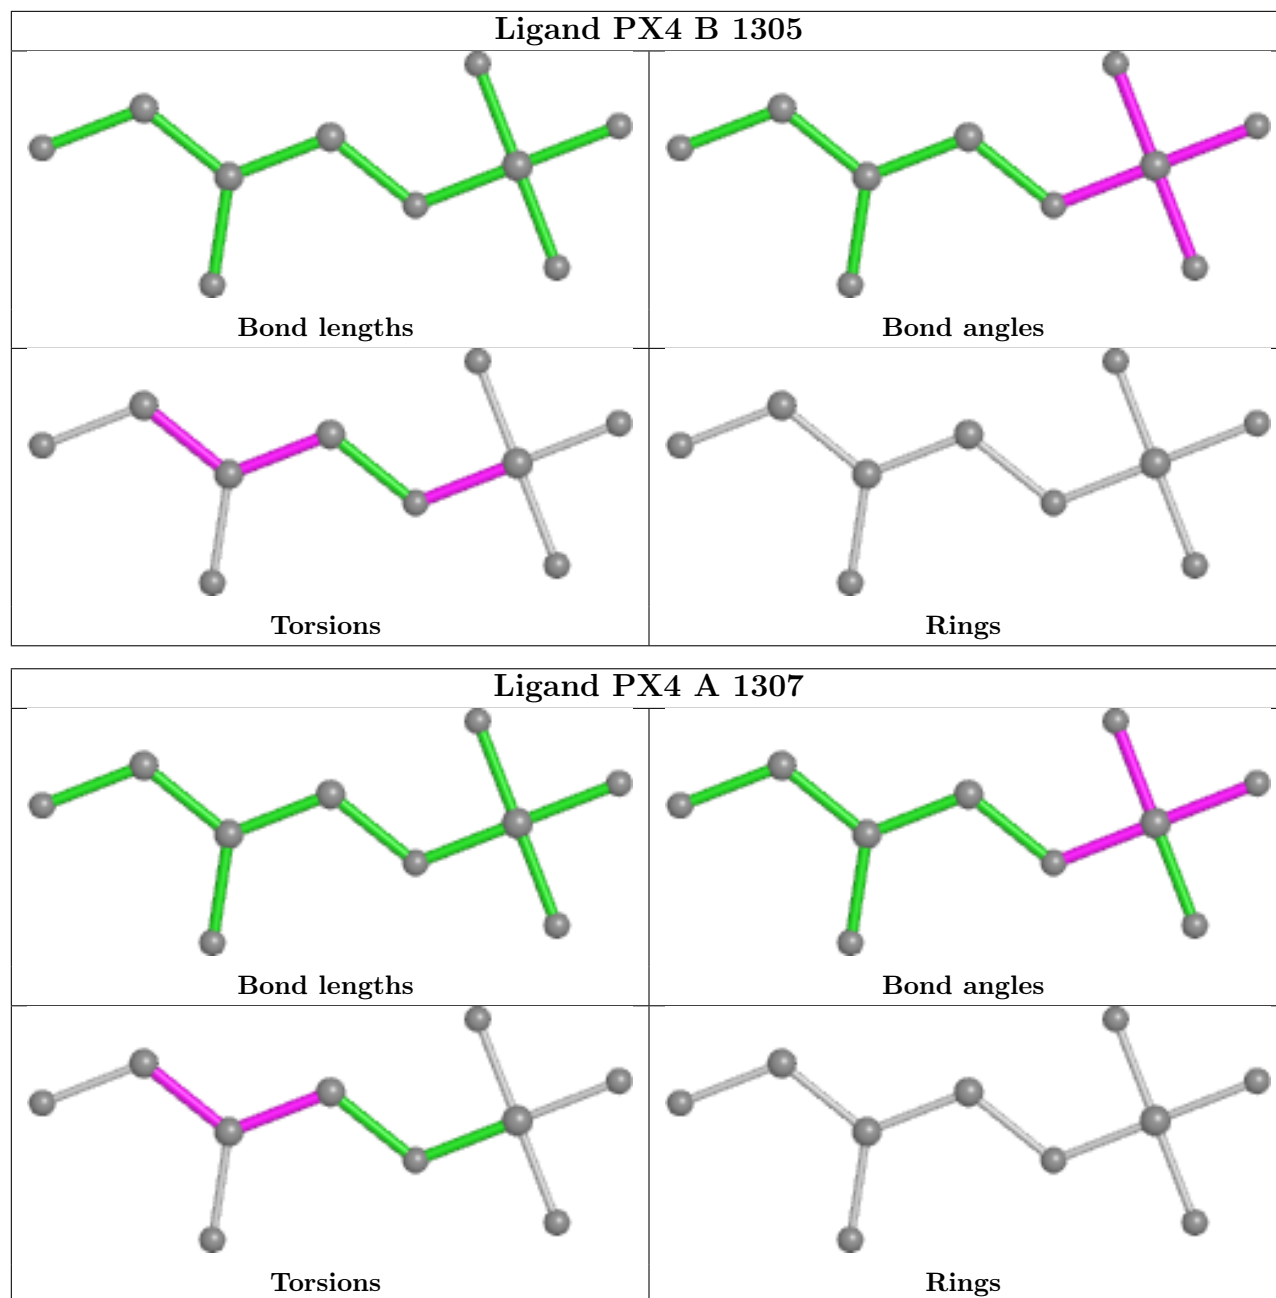 Ligand PX4 B 1305
Bond lengths
Bond angles
Torsions
Rings
Ligand PX4 A 1307
Bond lengths
Bond angles
Torsions
Rings